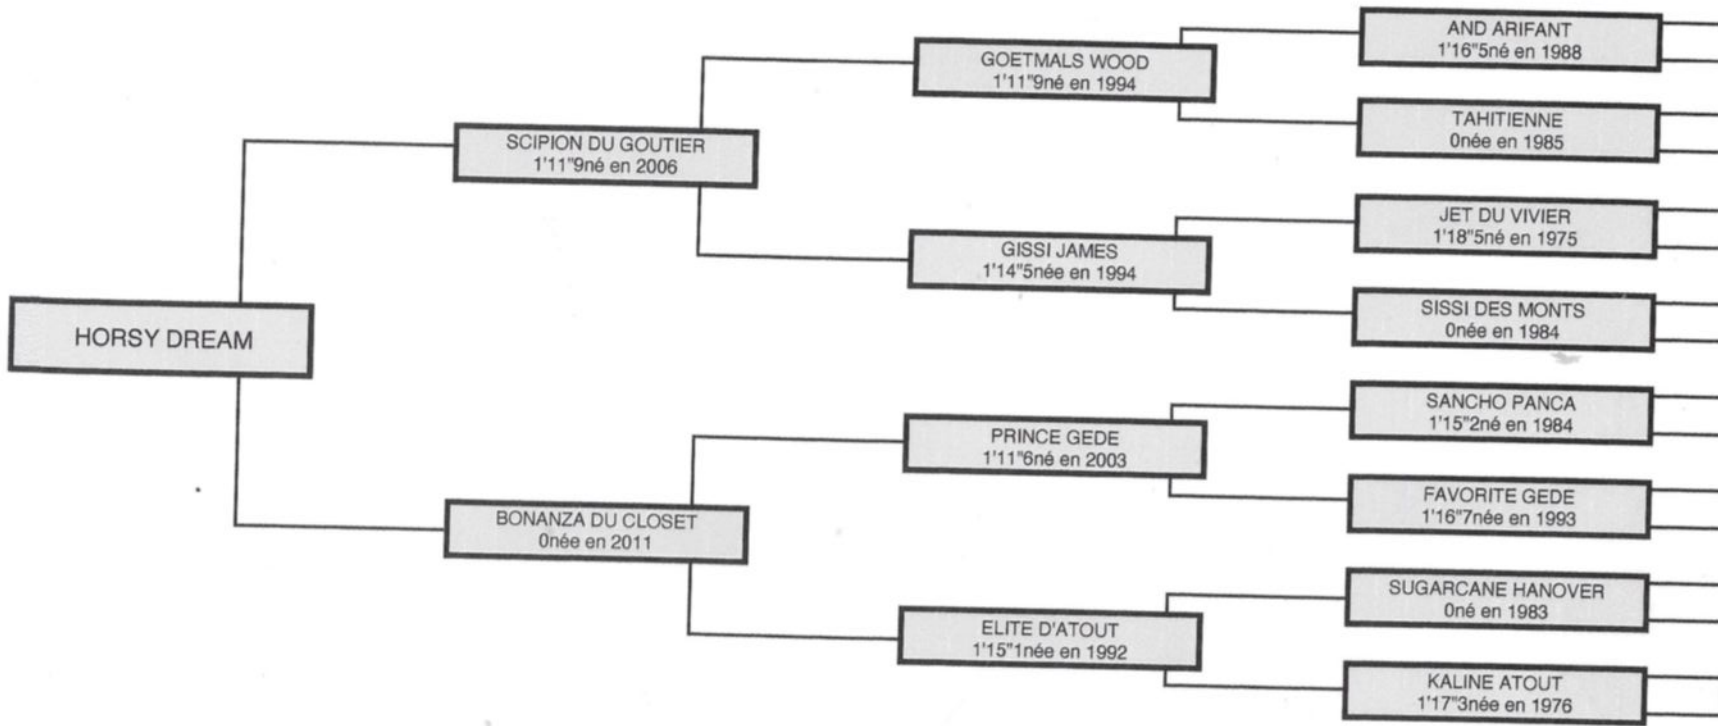 HORSY DREAM
SCIPION DU GOUTIER
1'11"9né en 2006
BONANZA DU CLOSET
0née en 2011
GOETMALS WOOD
1'11"9né en 1994
GISSI JAMES
1'14"5née en 1994
PRINCE GEDE
1'11"6né en 2003
ELITE D'ATOUT
1'15"1née en 1992
AND ARIFANT
1'16"5né en 1988
TAHITIENNE
0née en 1985
JET DU VIVIER
1'18"5né en 1975
SISSI DES MONTS
0née en 1984
SANCHO PANCA
1'15"2né en 1984
FAVORITE GEDE
1'16"7née en 1993
SUGARCANE HANOVER
0né en 1983
KALINE ATOUT
1'17"3née en 1976